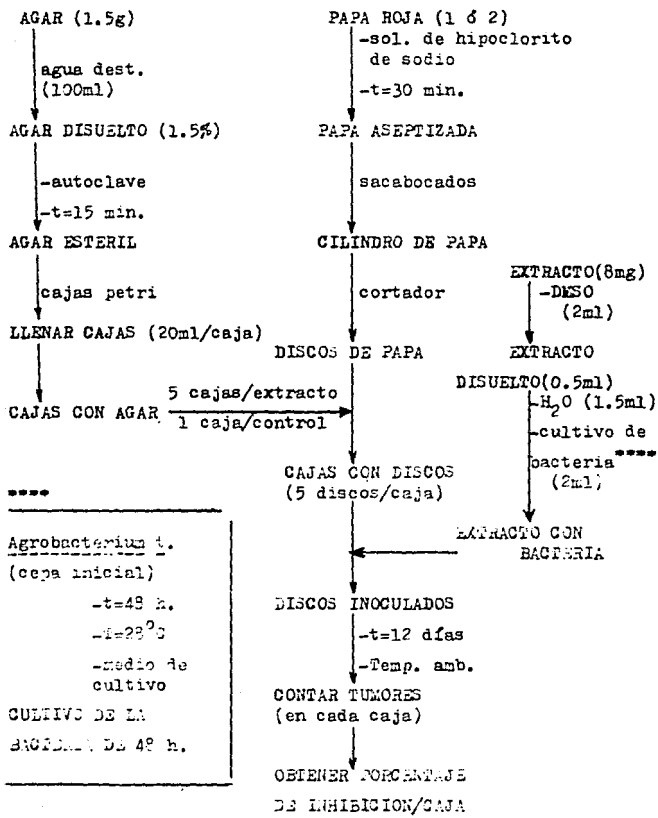 AGAR (1.5g)
agua dest.
(100ml)
AGAR DISUELTO (1.5%)
-autoclave
-t=15 min.
AGAR ESTERIL
cajas petri
LLENAR CAJAS (20ml/caja)
CAJAS CON AGAR
5 cajas/extracto
1 caja/control
PAPA ROJA (1 ó 2)
-sol. de hipoclorito
de sodio
-t=30 min.
PAPA ASEPTIZADA
sacabocados
CILINDRO DE PAPA
cortador
DISCOS DE PAPA
CAJAS CON DISCOS
(5 discos/caja)
EXTRACTO(8mg)
-DMSO
(2ml)
EXTRACTO
DISUELTO(0.5ml)
-H2O (1.5ml)
-cultivo de
bacteria****
(2ml)
EXTRACTO CON
BACTERIA
DISCOS INOCULADOS
-t=12 días
-Temp. amb.
CONTAR TUMORES
(en cada caja)
OBTENER PORCENTAJE
DE INHIBICION/CAJA
****
Agrobacterium t.
(cepa inicial)
-t=48 h.
-T=28°C
-medio de
cultivo
CULTIVO DE LA
BACTERIA DE 48 h.